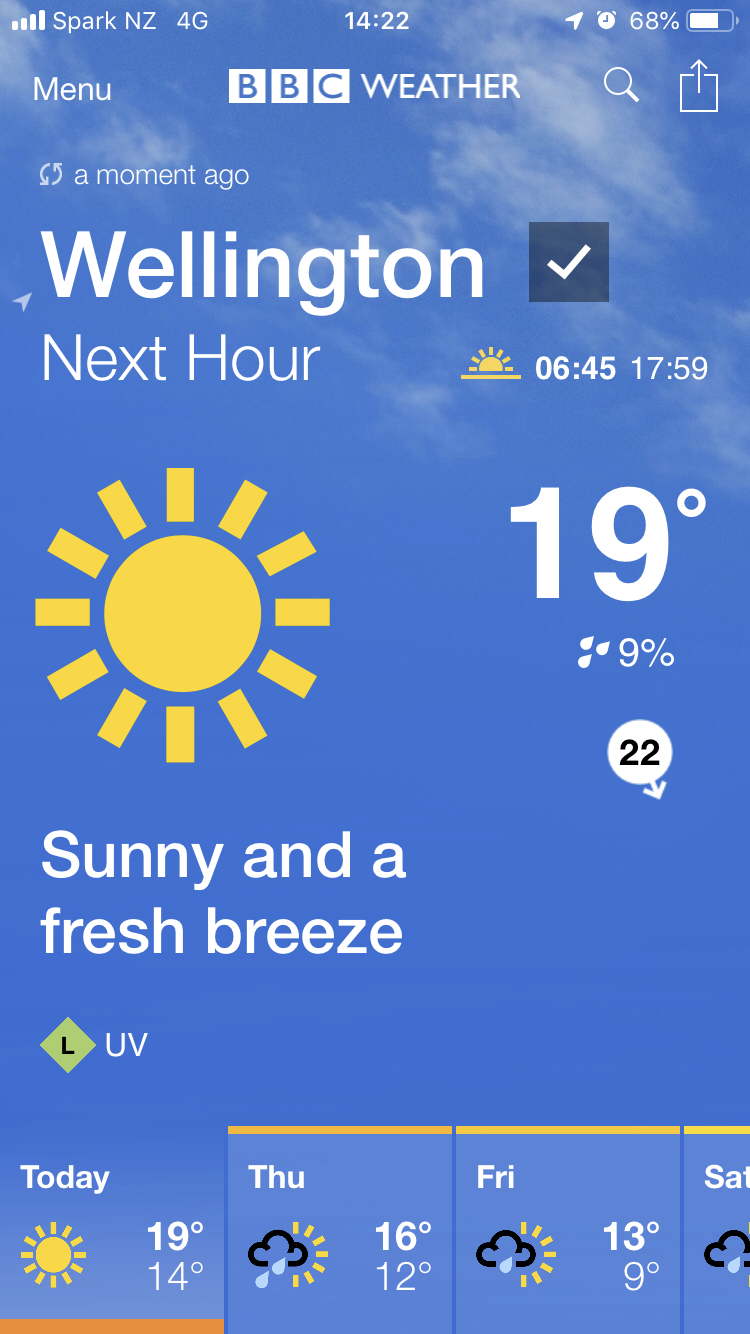 Spark NZ 4G 14:22 68%
Menu BBC WEATHER
a moment ago
Wellington
Next Hour 06:45 17:59
19°
9%
22
Sunny and a
fresh breeze
L UV
Today Thu Fri Sat
19° 16° 13°
14° 12° 9°